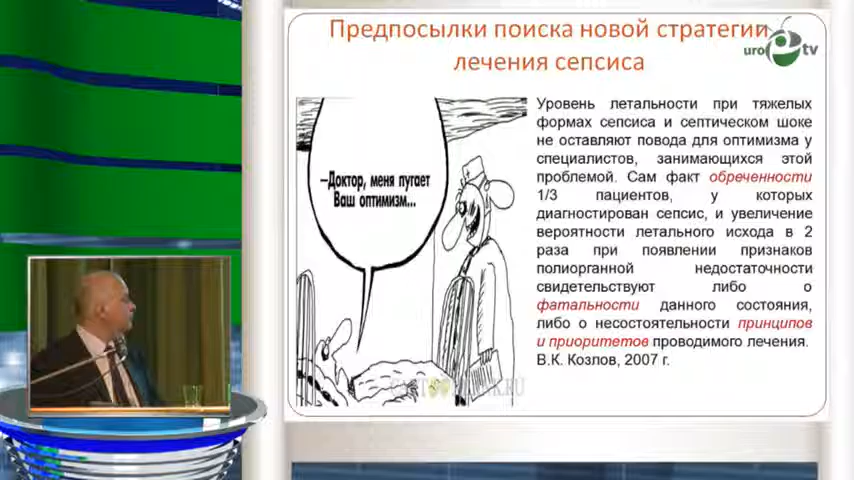 Предпосылки поиска новой стратегии
лечения сепсиса
uro tv
Уровень летальности при тяжелых
формах сепсиса и септическом шоке
не оставляют повода для оптимизма у
специалистов, занимающихся этой
проблемой. Сам факт обреченности
1/3 пациентов, у которых
диагностирован сепсис, и увеличение
вероятности летального исхода в 2
раза при появлении признаков
полиорганной недостаточности
свидетельствуют либо о
фатальности данного состояния,
либо о несостоятельности принципов
и приоритетов проводимого лечения.
В.К. Козлов, 2007 г.
–Доктор, меня пугает
Ваш оптимизм...